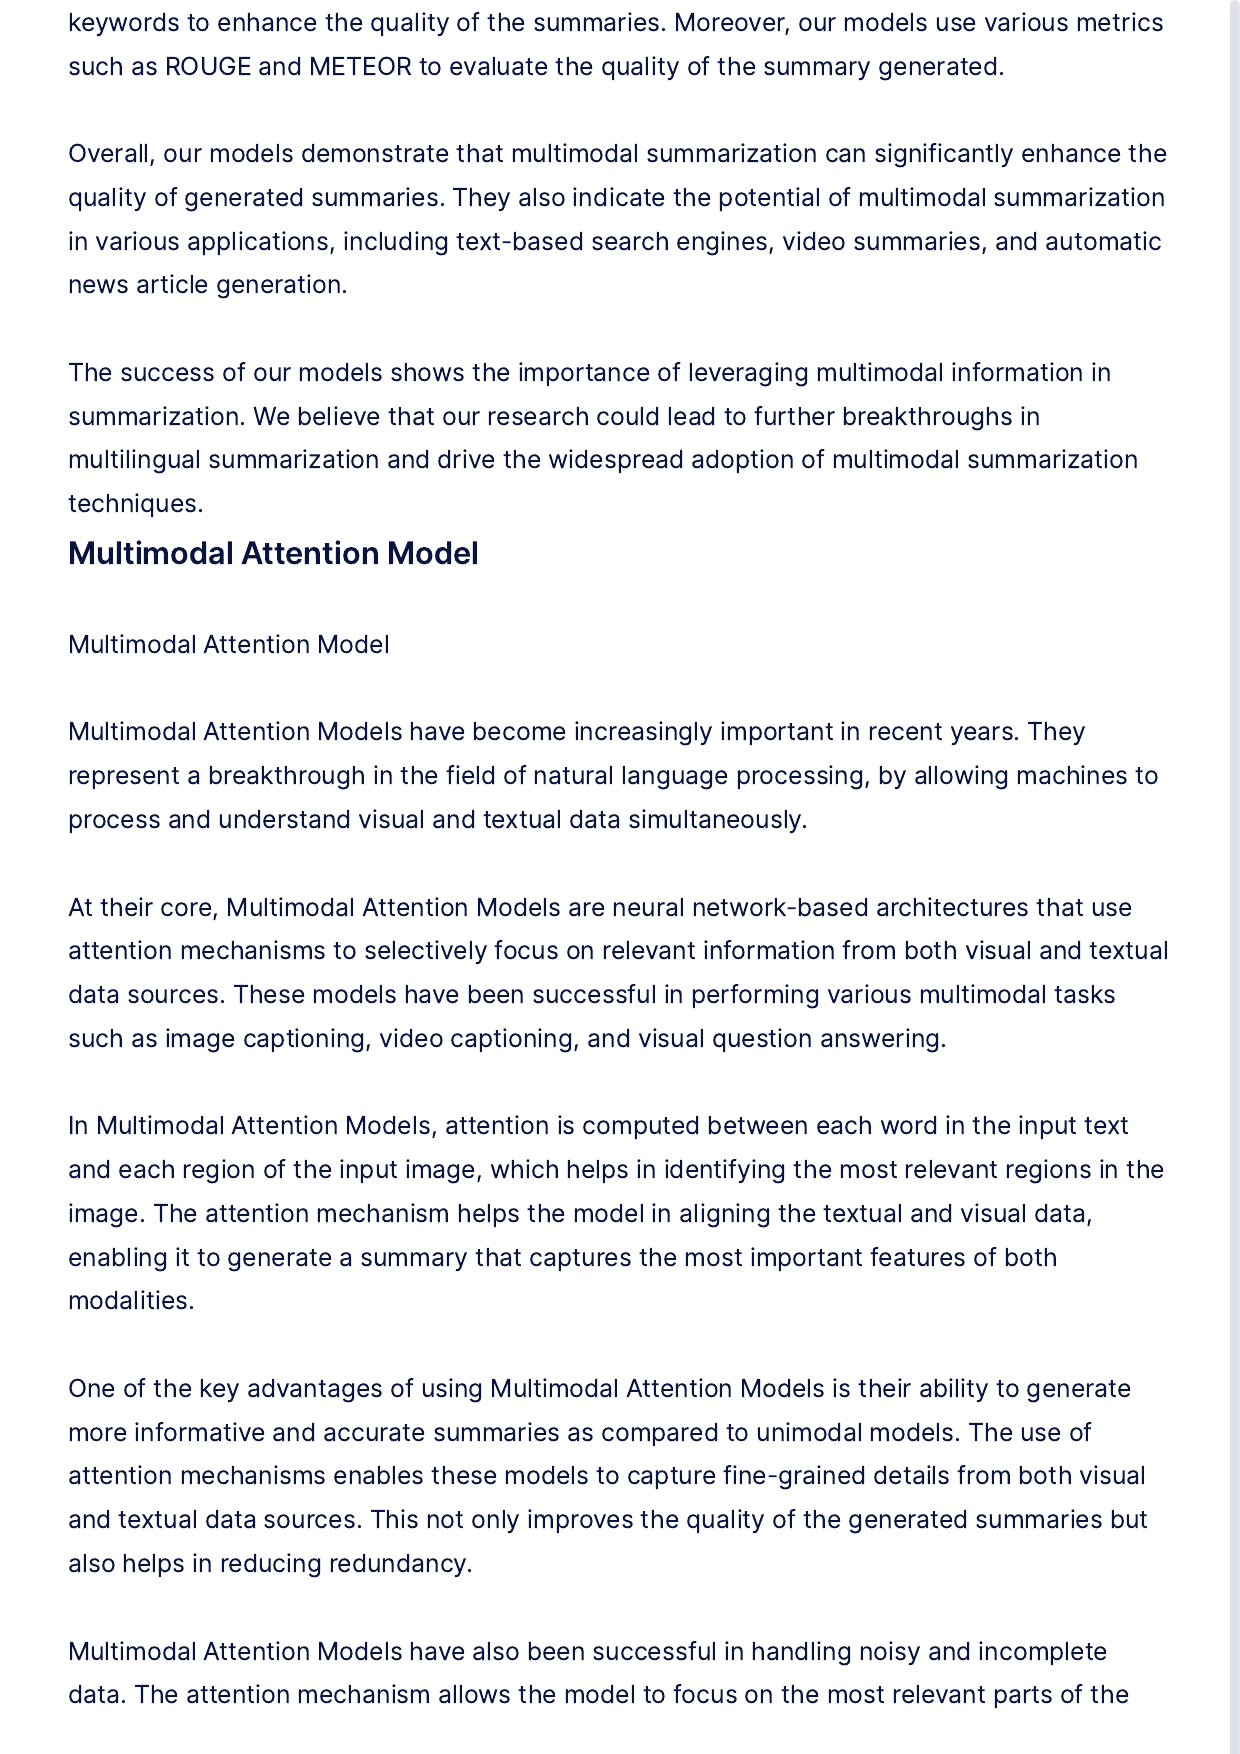 keywords to enhance the quality of the summaries. Moreover, our models use various metrics
such as ROUGE and METEOR to evaluate the quality of the summary generated.
Overall, our models demonstrate that multimodal summarization can significantly enhance the
quality of generated summaries. They also indicate the potential of multimodal summarization
in various applications, including text-based search engines, video summaries, and automatic
news article generation.
The success of our models shows the importance of leveraging multimodal information in
summarization. We believe that our research could lead to further breakthroughs in
multilingual summarization and drive the widespread adoption of multimodal summarization
techniques.
Multimodal Attention Model
Multimodal Attention Model
Multimodal Attention Models have become increasingly important in recent years. They
represent a breakthrough in the field of natural language processing, by allowing machines to
process and understand visual and textual data simultaneously.
At their core, Multimodal Attention Models are neural network-based architectures that use
attention mechanisms to selectively focus on relevant information from both visual and textual
data sources. These models have been successful in performing various multimodal tasks
such as image captioning, video captioning, and visual question answering.
In Multimodal Attention Models, attention is computed between each word in the input text
and each region of the input image, which helps in identifying the most relevant regions in the
image. The attention mechanism helps the model in aligning the textual and visual data,
enabling it to generate a summary that captures the most important features of both
modalities.
One of the key advantages of using Multimodal Attention Models is their ability to generate
more informative and accurate summaries as compared to unimodal models. The use of
attention mechanisms enables these models to capture fine-grained details from both visual
and textual data sources. This not only improves the quality of the generated summaries but
also helps in reducing redundancy.
Multimodal Attention Models have also been successful in handling noisy and incomplete
data. The attention mechanism allows the model to focus on the most relevant parts of the